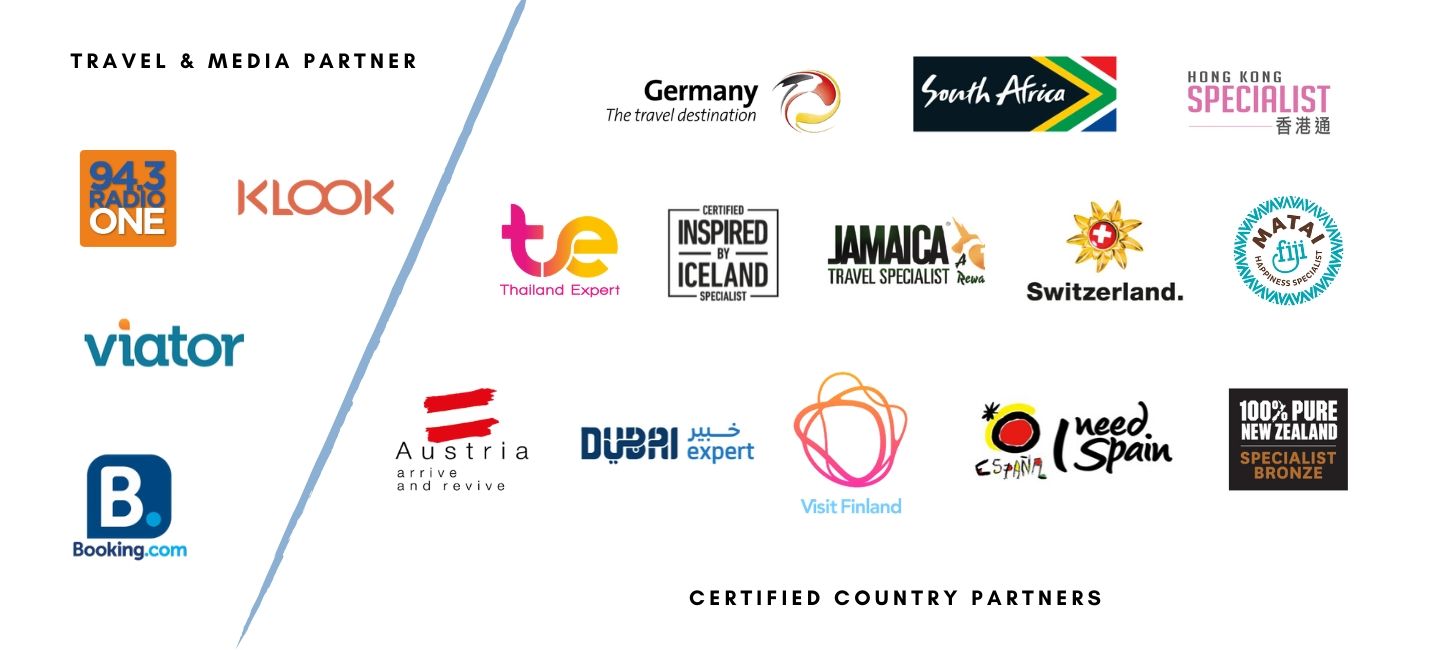 TRAVEL & MEDIA PARTNER
94.3
RADIO
ONE
KLOOK
viator
B.
Booking.com
Germany
The travel destination
South Africa
HONG KONG
SPECIALIST
香港通
te
Thailand Expert
CERTIFIED
INSPIRED
BY
ICELAND
SPECIALIST
JAMAICA
TRAVEL SPECIALIST
A
Rewa
Switzerland.
MATAI
fiji
HAPPINESS SPECIALIST
Austria
arrive
and revive
DUBAI
خبير
expert
Visit Finland
ESPAÑA
I need
Spain
100% PURE
NEW ZEALAND
SPECIALIST
BRONZE
CERTIFIED COUNTRY PARTNERS